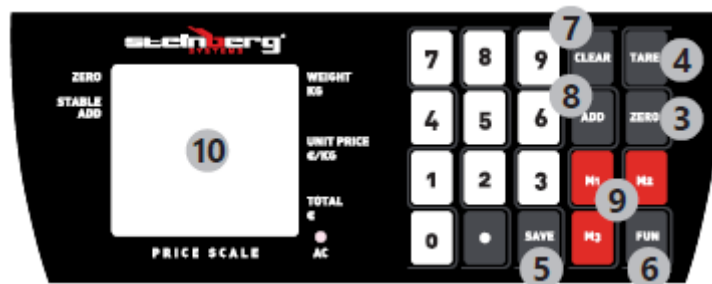 steinberg
SYSTEMS
ZERO
STABLE
ADD
10
WEIGHT
KG
UNIT PRICE
€/KG
TOTAL
€
AC
PRICE SCALE
7
7 8 9 CLEAR TARE
4
8
4 5 6 ADD ZERO
3
1 2 3 M1 M2
9
0 • SAVE M3 FUN
5
6